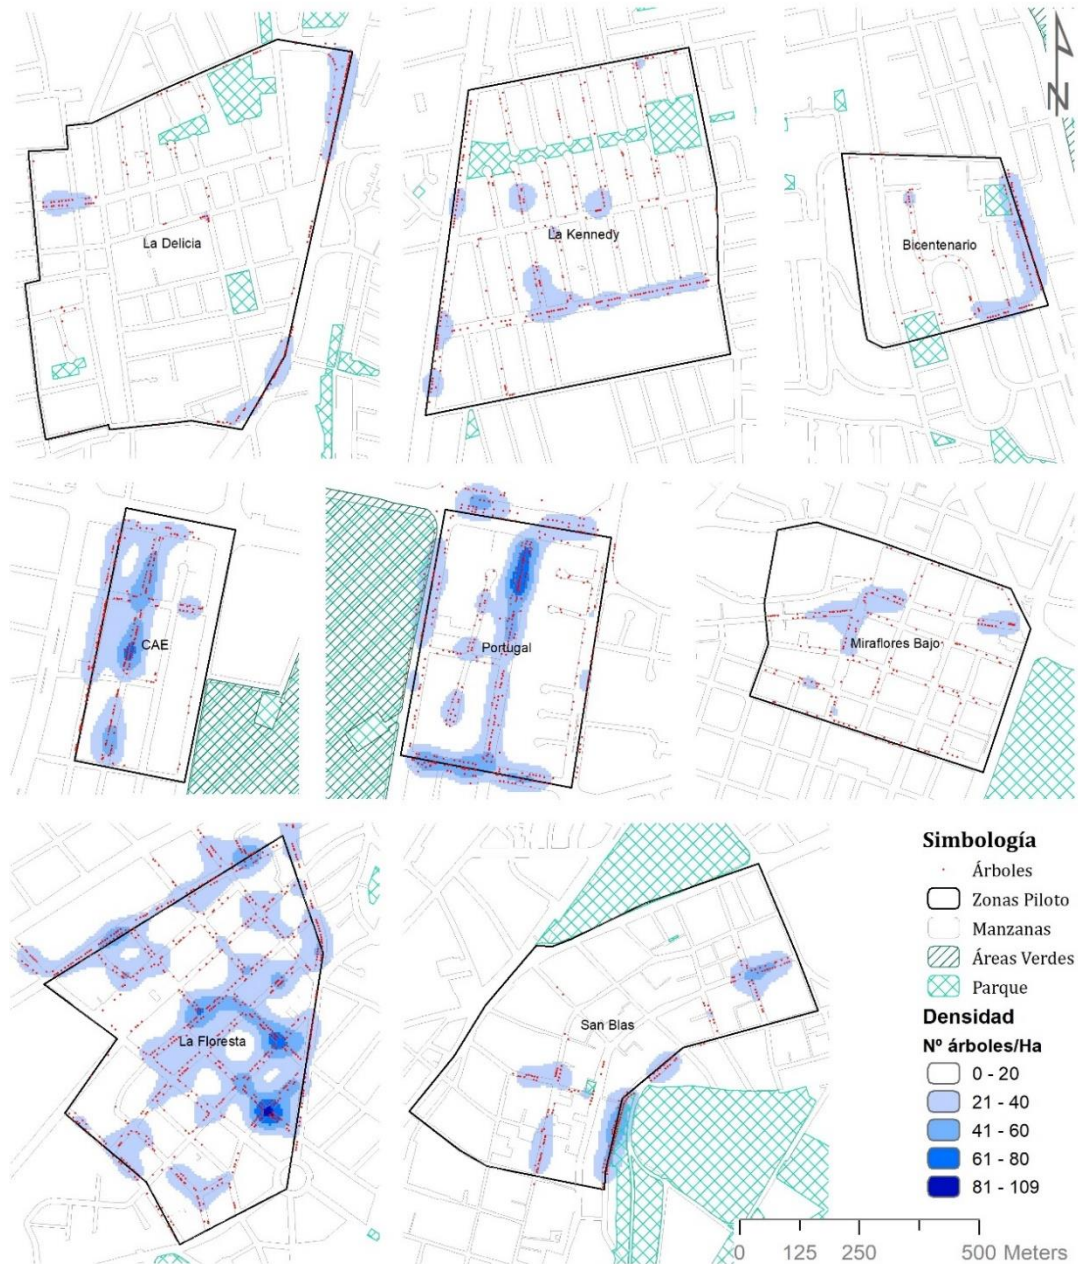 N
La Delicia
La Kennedy
Bicentenario
CAE
Portugal
Miraflores Bajo
La Floresta
San Blas
Simbología
Árboles
Zonas Piloto
Manzanas
Áreas Verdes
Parque
Densidad
Nº árboles/Ha
0 - 20
21 - 40
41 - 60
61 - 80
81 - 109
0 125 250 500 Meters